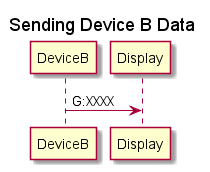 Sending Device B Data
DeviceB Display
G:XXXX
DeviceB Display